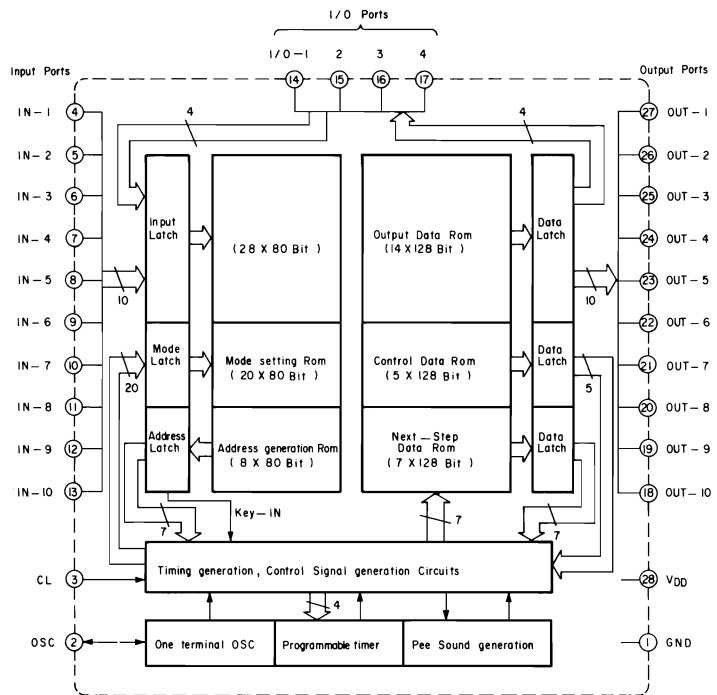 I/O Ports
I/O-1 2 3 4
14 15 16 17
Input Ports
Output Ports
IN-1 4
IN-2 5
IN-3 6
IN-4 7
IN-5 8
IN-6 9
IN-7 10
IN-8 11
IN-9 12
IN-10 13
CL 3
OSC 2
27 OUT-1
26 OUT-2
25 OUT-3
24 OUT-4
23 OUT-5
22 OUT-6
21 OUT-7
20 OUT-8
19 OUT-9
18 OUT-10
28 VDD
1 GND
4
4
10
10
20
5
7
7
7
4
Input
Latch
(28 X 80 Bit)
Output Data Rom
(14 X 128 Bit)
Data
Latch
Mode
Latch
Mode setting Rom
(20 X 80 Bit)
Control Data Rom
(5 X 128 Bit)
Data
Latch
Address
Latch
Address generation Rom
(8 X 80 Bit)
Next-Step
Data Rom
(7 X 128 Bit)
Data
Latch
Key-IN
Timing generation, Control Signal generation Circuits
One terminal OSC
Programmable timer
Pee Sound generation